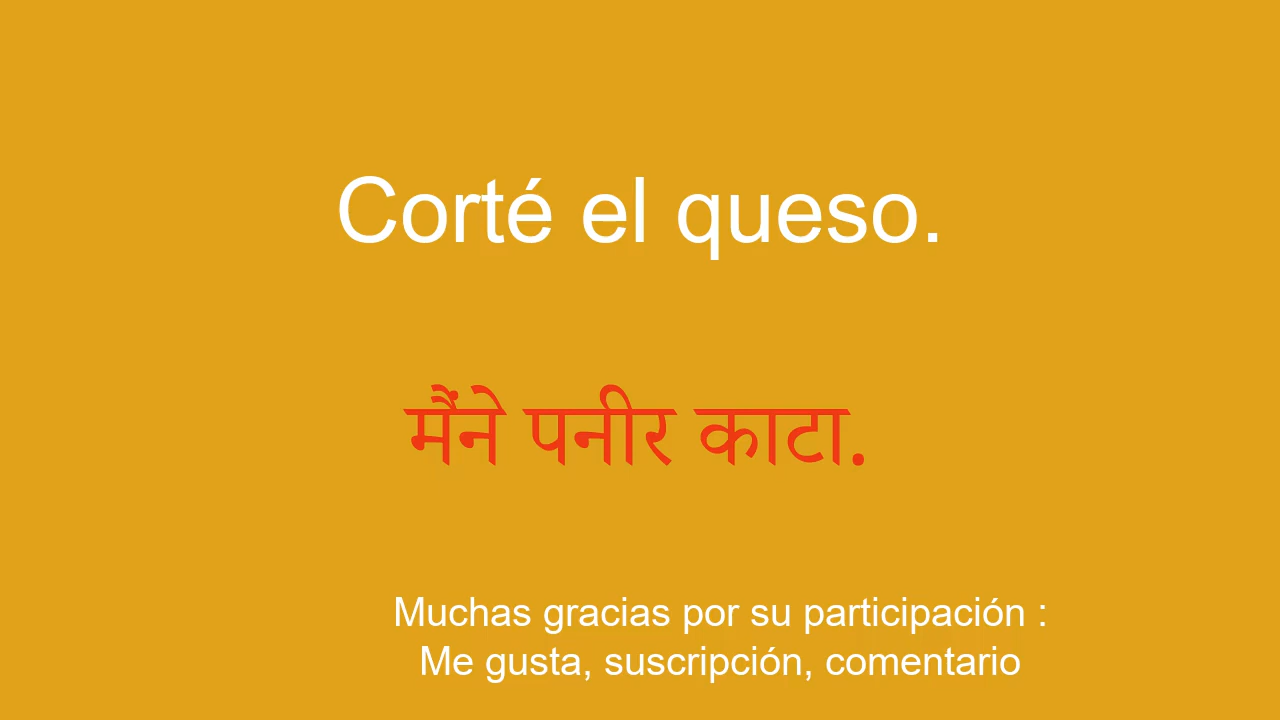 Corté el queso.
मैंने पनीर काटा.
Muchas gracias por su participación :
Me gusta, suscripción, comentario